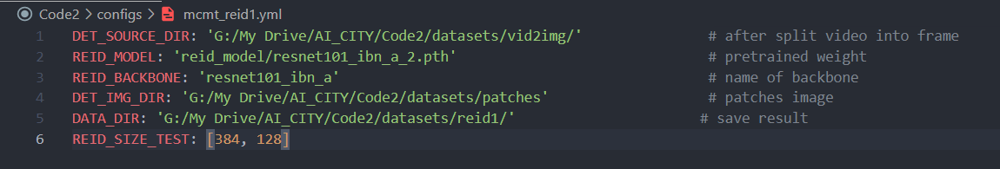 Code2 > configs > mcmt_reid1.yml
1 DET_SOURCE_DIR: 'G:/My Drive/AI_CITY/Code2/datasets/vid2img/' # after split video into frame
2 REID_MODEL: 'reid_model/resnet101_ibn_a_2.pth' # pretrained weight
3 REID_BACKBONE: 'resnet101_ibn_a' # name of backbone
4 DET_IMG_DIR: 'G:/My Drive/AI_CITY/Code2/datasets/patches' # patches image
5 DATA_DIR: 'G:/My Drive/AI_CITY/Code2/datasets/reid1/' # save result
6 REID_SIZE_TEST: [384, 128]